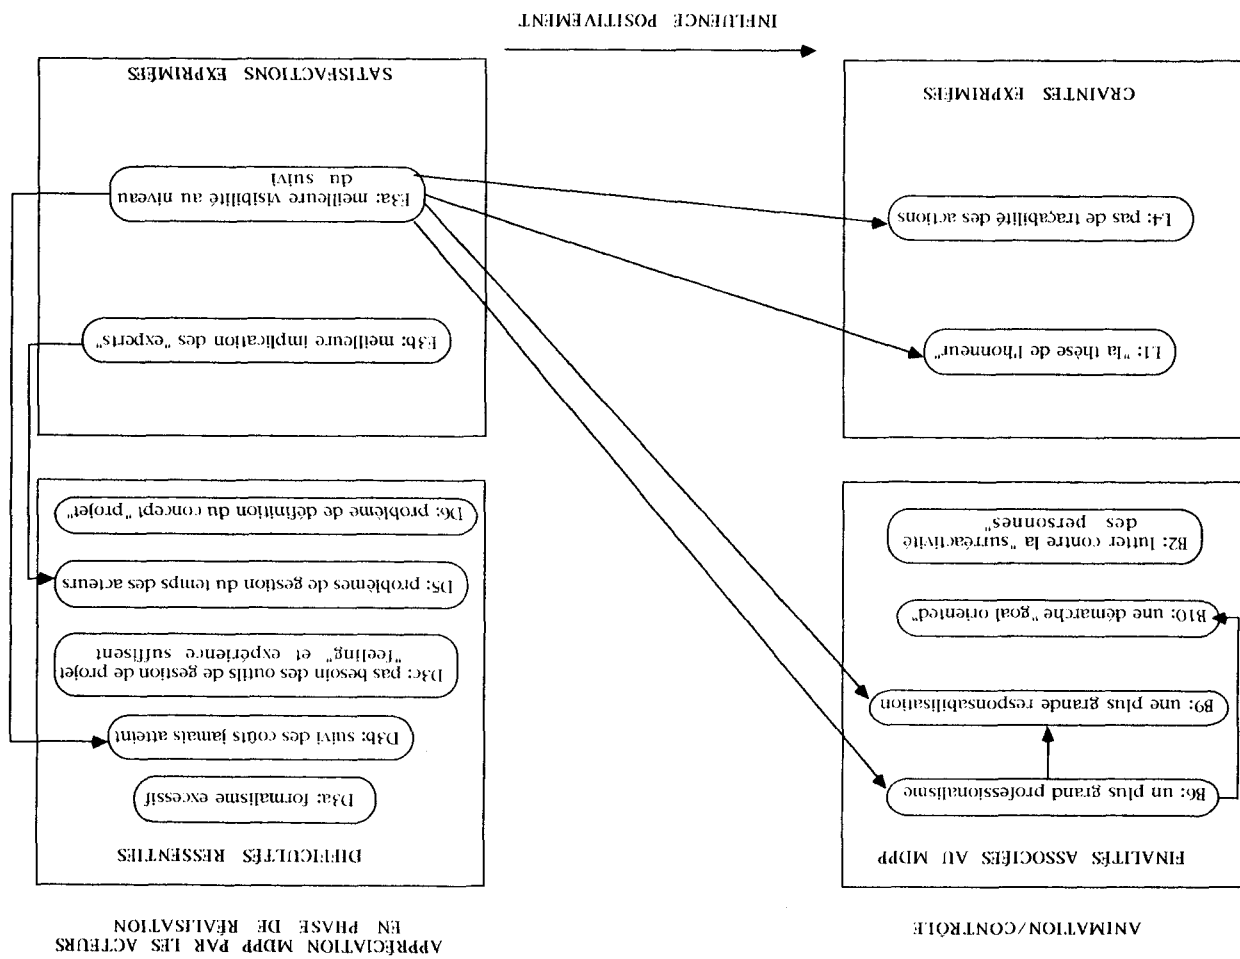 ANIMATION/CONTRÔLE
APPRÉCIATION MDPP PAR LES ACTEURS
EN PHASE DE RÉALISATION
FINALITÉS ASSOCIÉES AU MDPP
B6: un plus grand professionalisme
B9: une plus grande responsabilisation
B10: une démarche "goal oriented"
B2: lutter contre la "surréactivité
des personnes"
DIFFICULTÉS RESSENTIES
D3a: formalisme excessif
D3b: suivi des coûts jamais atteint
D3c: pas besoin des outils de gestion de projet
"feeling" et expérience suffisent
D5: problèmes de gestion du temps des acteurs
D6: problème de définition du concept "projet"
L1: "la thèse de l'honneur"
L4: pas de traçabilité des actions
CRAINTES EXPRIMÉES
E3b: meilleure implication des "experts"
E3a: meilleure visibilité au niveau
du suivi
SATISFACTIONS EXPRIMÉES
INFLUENCE POSITIVEMENT